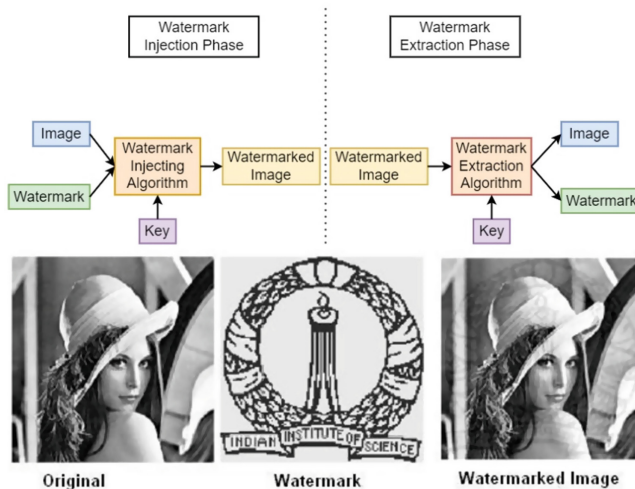 Watermark
Injection Phase
Watermark
Extraction Phase
Image
Watermark
Injecting
Algorithm
Watermark
Key
Watermarked
Image
Watermarked
Image
Watermark
Extraction
Algorithm
Key
Image
Watermark
INDIAN INSTITUTE OF SCIENCE
Original
Watermark
Watermarked Image